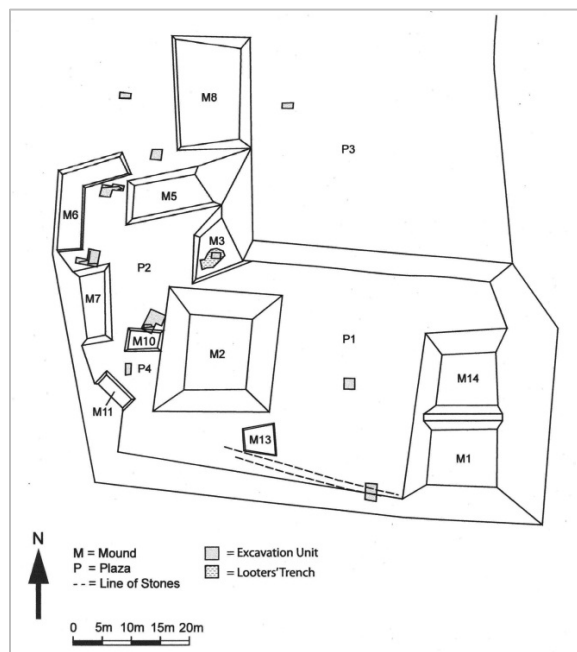 M8
P3
M5
M6
M3
P2
M7
M10
M2
P1
P4
M14
M11
M13
M1
N
M = Mound
P = Plaza
--- = Line of Stones
= Excavation Unit
= Looters' Trench
0 5m 10m 15m 20m